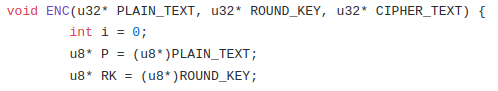 void ENC(u32* PLAIN_TEXT, u32* ROUND_KEY, u32* CIPHER_TEXT) {
int i = 0;
u8* P = (u8*)PLAIN_TEXT;
u8* RK = (u8*)ROUND_KEY;